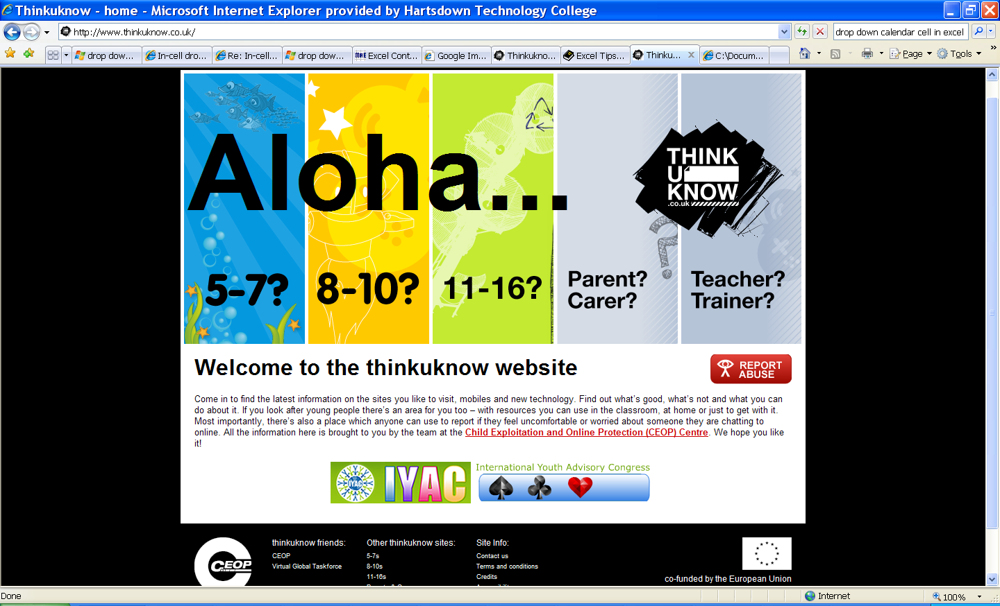 Thinkuknow - home - Microsoft Internet Explorer provided by Hartsdown Technology College
http://www.thinkuknow.co.uk/
drop down calendar cell in excel
drop dow...
In-cell dro...
Re: In-cell...
drop dow...
MRE Excel Cont...
Google Im...
Thinkukno...
Excel Tips...
Thinku...
C:\Docum...
Page
Tools
Aloha...
THINK
U
KNOW
.co.uk
5-7?
8-10?
11-16?
Parent?
Carer?
Teacher?
Trainer?
Welcome to the thinkuknow website
REPORT
ABUSE
Come in to find the latest information on the sites you like to visit, mobiles and new technology. Find out what's good, what's not and what you can
do about it. If you look after young people there's an area for you too – with resources you can use in the classroom, at home or just to get with it.
Most importantly, there's also a place which anyone can use to report if they feel uncomfortable or worried about someone they are chatting to
online. All the information here is brought to you by the team at the Child Exploitation and Online Protection (CEOP) Centre. We hope you like
it!
IYAC
IYAC
International Youth Advisory Congress
CEOP
thinkuknow friends:
CEOP
Virtual Global Taskforce
Other thinkuknow sites:
5-7s
8-10s
11-16s
Site Info:
Contact us
Terms and conditions
Credits
co-funded by the European Union
Done
Internet
100%